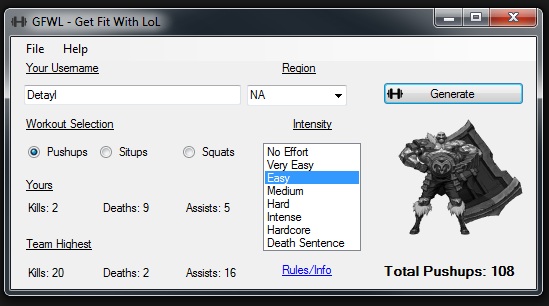 GFWL - Get Fit With LoL
File Help
Your Username
Region
Detayl
NA
Generate
Workout Selection
Intensity
Pushups Situps Squats
No Effort
Very Easy
Easy
Medium
Hard
Intense
Hardcore
Death Sentence
Yours
Kills: 2 Deaths: 9 Assists: 5
Team Highest
Kills: 20 Deaths: 2 Assists: 16
Rules/Info
Total Pushups: 108